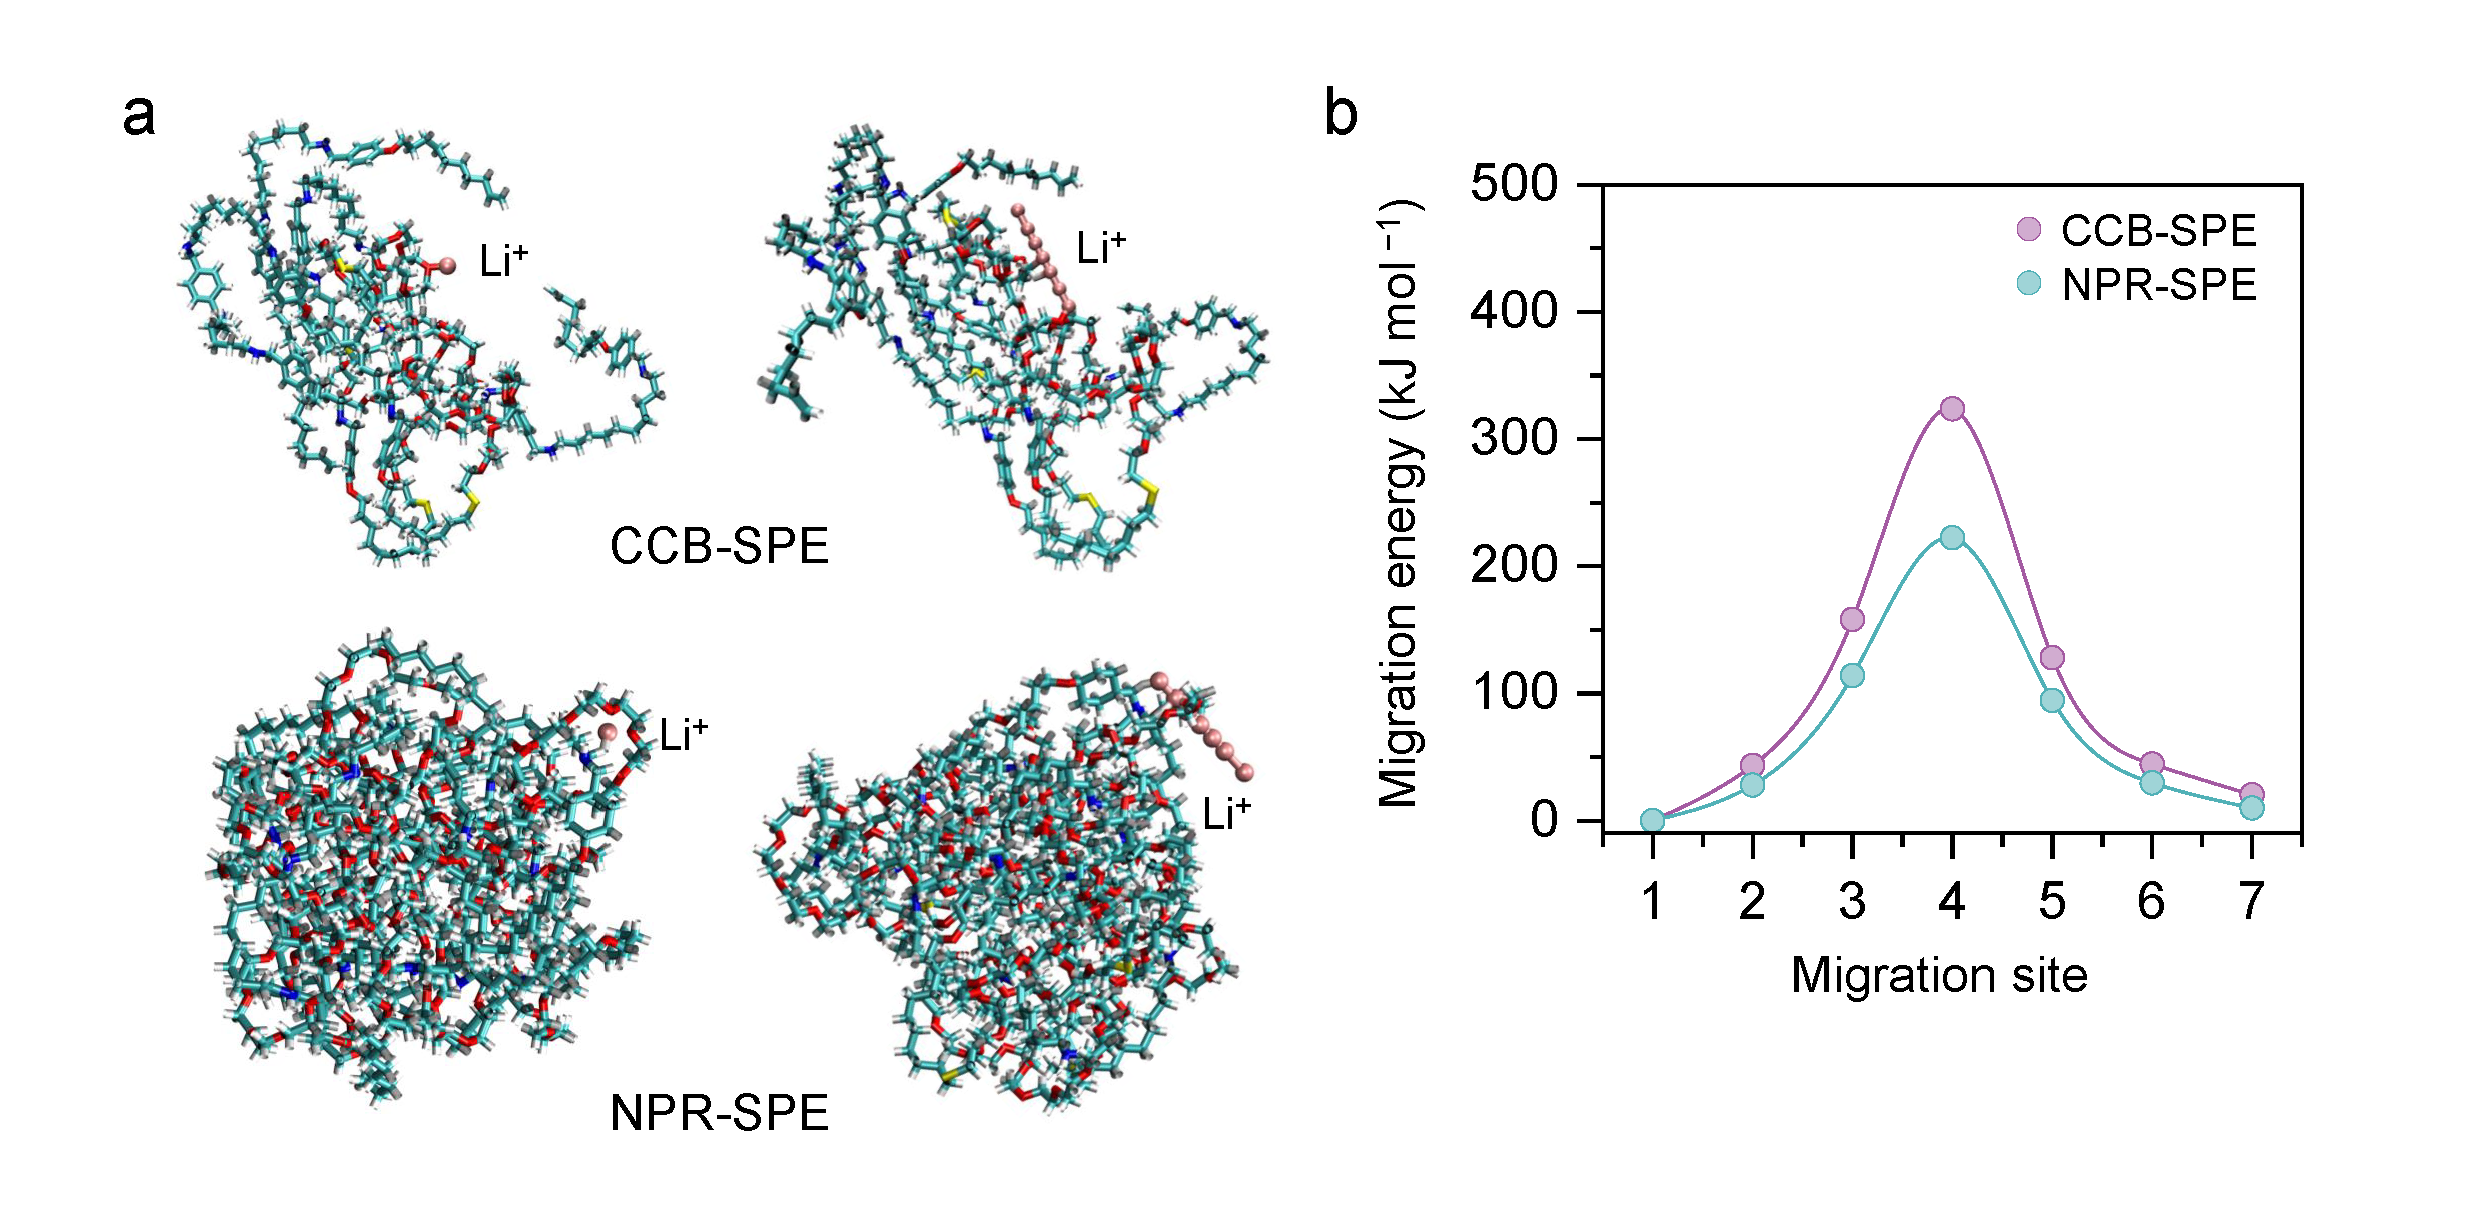 a
Li⁺
Li⁺
CCB-SPE
Li⁺
Li⁺
NPR-SPE
b
Migration energy (kJ mol ⁻¹)
500
400
300
200
100
0
CCB-SPE
NPR-SPE
1 2 3 4 5 6 7
Migration site